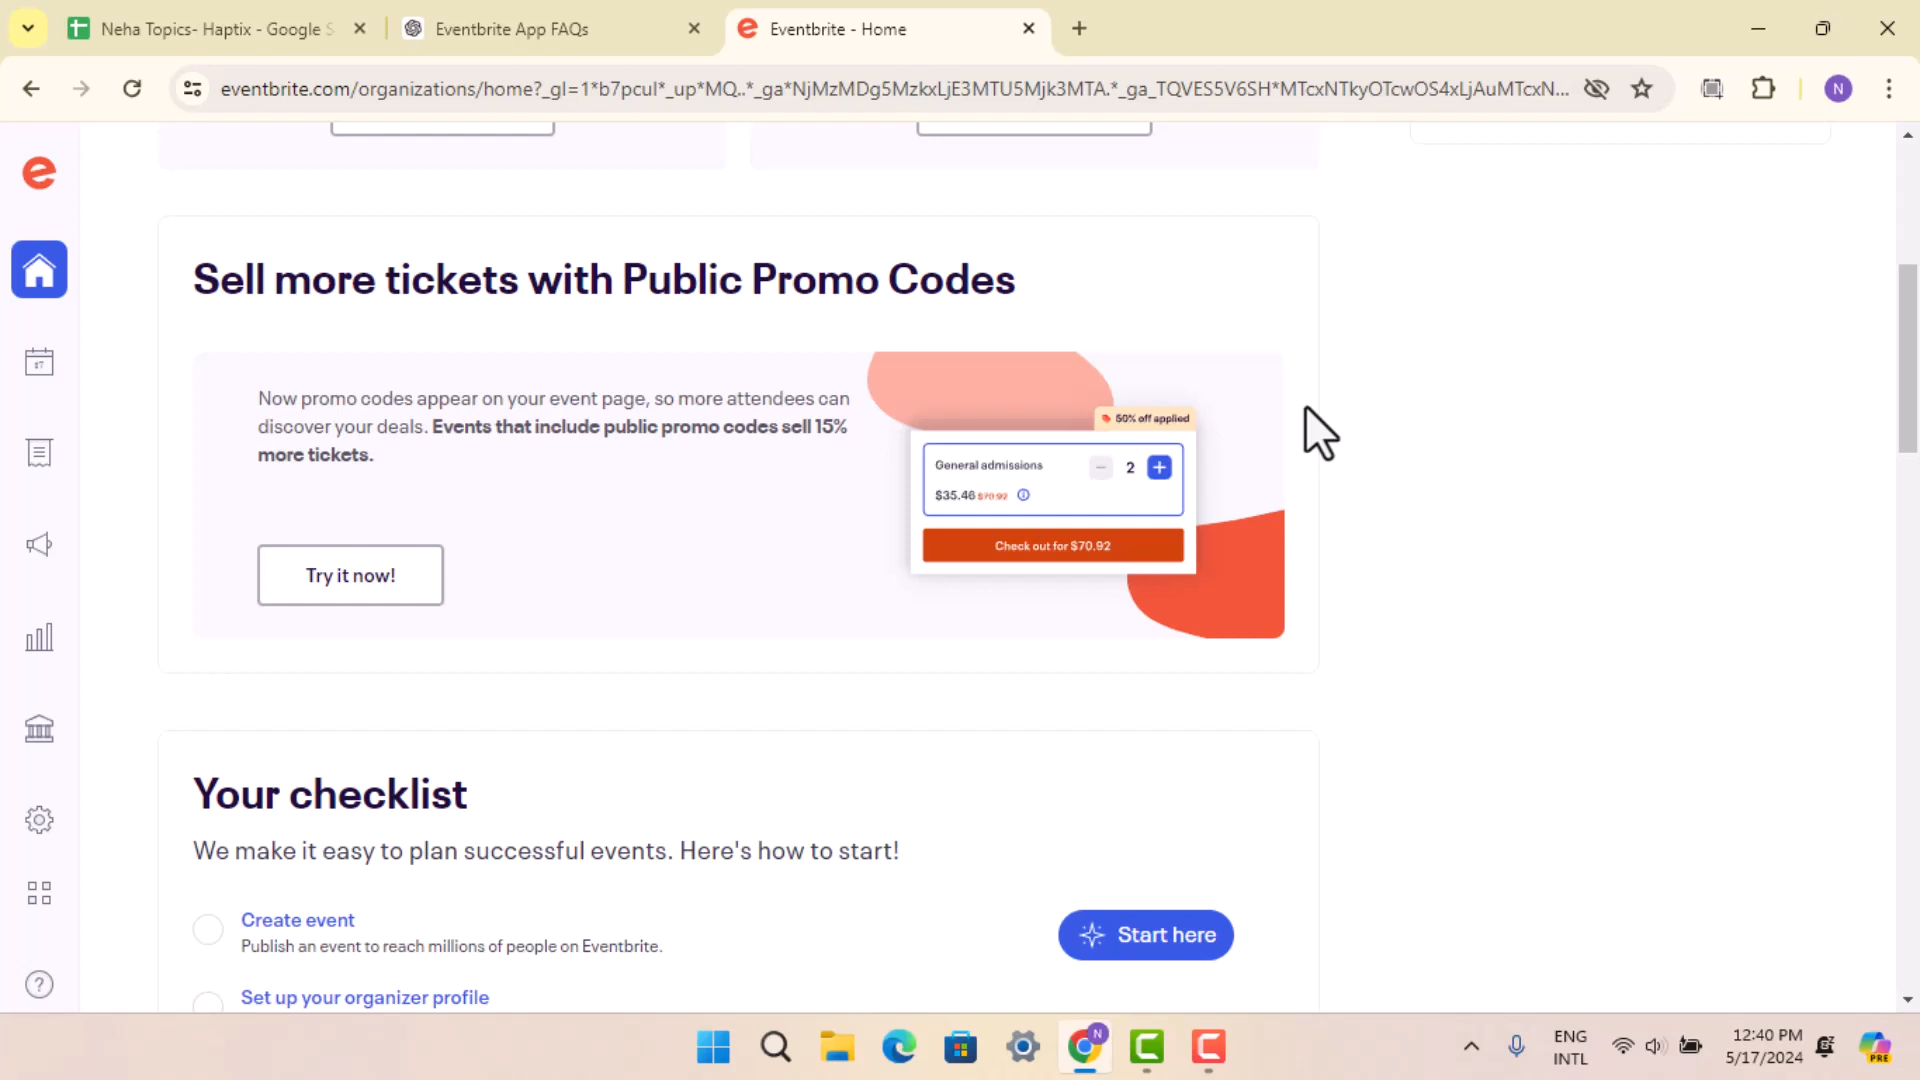 Neha Topics- Haptix - Google S
Eventbrite App FAQs
Eventbrite - Home
eventbrite.com/organizations/home?_gl=1*b7pcul*_up*MQ..*_ga*NjMzMDg5MzkxLjE3MTU5Mjk3MTA.*_ga_TQVES5V6SH*MTcxNTkyOTcwOS4xLjAuMTcxN...
N
Sell more tickets with Public Promo Codes
Now promo codes appear on your event page, so more attendees can
discover your deals. Events that include public promo codes sell 15%
more tickets.
50% off applied
General admissions
2
$35.46 $70.92
Check out for $70.92
Try it now!
Your checklist
We make it easy to plan successful events. Here's how to start!
Create event
Publish an event to reach millions of people on Eventbrite.
Start here
Set up your organizer profile
ENG
INTL
12:40 PM
5/17/2024
PRE